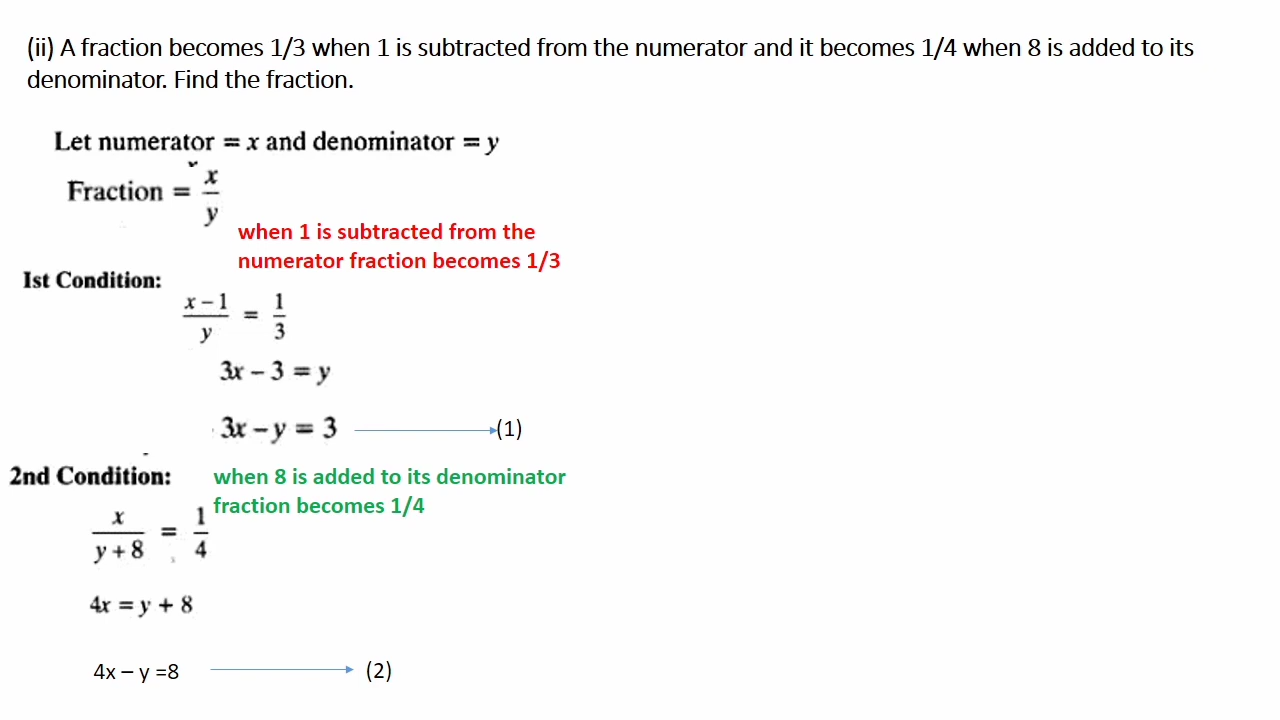 (ii) A fraction becomes 1/3 when 1 is subtracted from the numerator and it becomes 1/4 when 8 is added to its
denominator. Find the fraction.
Let numerator = x and denominator = y
Fraction = x/y
when 1 is subtracted from the
numerator fraction becomes 1/3
Ist Condition:
(x – 1)/y = 1/3
3x – 3 = y
3x – y = 3 (1)
2nd Condition:
when 8 is added to its denominator
fraction becomes 1/4
x/(y + 8) = 1/4
4x = y + 8
4x – y =8 (2)